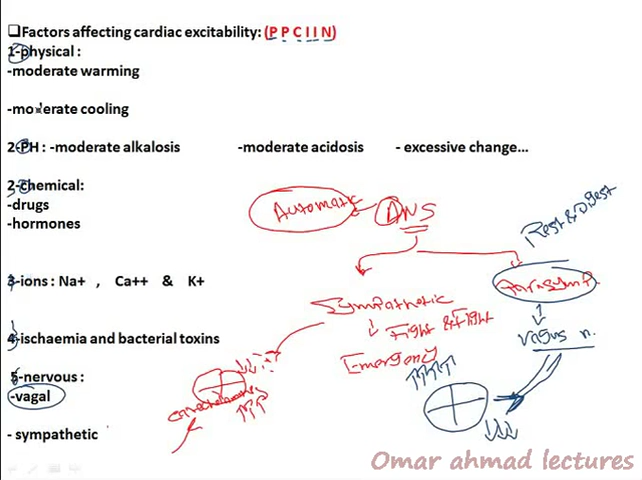 ❑Factors affecting cardiac excitability: (P P C I I N)
1-physical :
-moderate warming
-moderate cooling
2-PH : -moderate alkalosis -moderate acidosis - excessive change...
2-chemical:
-drugs
-hormones
Automatic ANS
Rest & Digest
3-ions : Na+ , Ca++ & K+
Parasymp.
Sympathetic
Fight & Flight
Vagus n.
4-ischaemia and bacterial toxins
Emergency
5-nervous :
-vagal
- sympathetic
Omar ahmad lectures